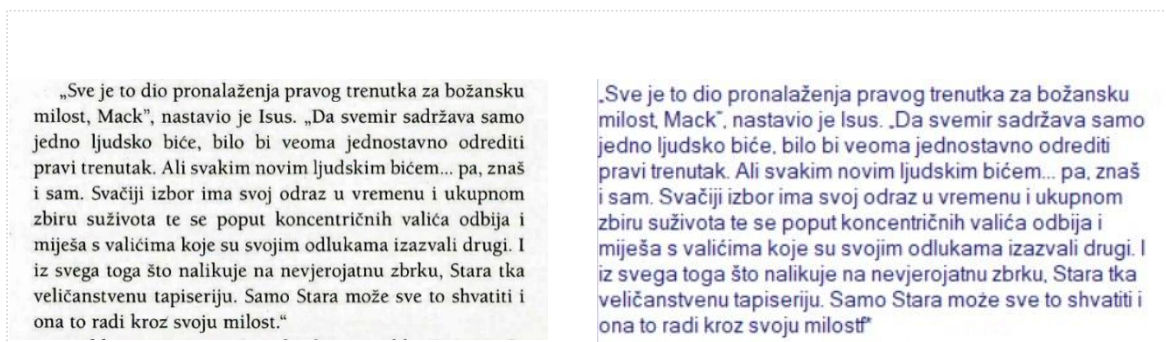 „Sve je to dio pronalaženja pravog trenutka za božansku
milost, Mack”, nastavio je Isus. „Da svemir sadržava samo
jedno ljudsko biće, bilo bi veoma jednostavno odrediti
pravi trenutak. Ali svakim novim ljudskim bićem... pa, znaš
i sam. Svačiji izbor ima svoj odraz u vremenu i ukupnom
zbiru suživota te se poput koncentričnih valića odbija i
miješa s valićima koje su svojim odlukama izazvali drugi. I
iz svega toga što nalikuje na nevjerojatnu zbrku, Stara tka
veličanstvenu tapiseriju. Samo Stara može sve to shvatiti i
ona to radi kroz svoju milost.“
„Sve je to dio pronalaženja pravog trenutka za božansku
milost, Mack”, nastavio je Isus. „Da svemir sadržava samo
jedno ljudsko biće, bilo bi veoma jednostavno odrediti
pravi trenutak. Ali svakim novim ljudskim bićem... pa, znaš
i sam. Svačiji izbor ima svoj odraz u vremenu i ukupnom
zbiru suživota te se poput koncentričnih valića odbija i
miješa s valićima koje su svojim odlukama izazvali drugi. I
iz svega toga što nalikuje na nevjerojatnu zbrku, Stara tka
veličanstvenu tapiseriju. Samo Stara može sve to shvatiti i
ona to radi kroz svoju milostf*